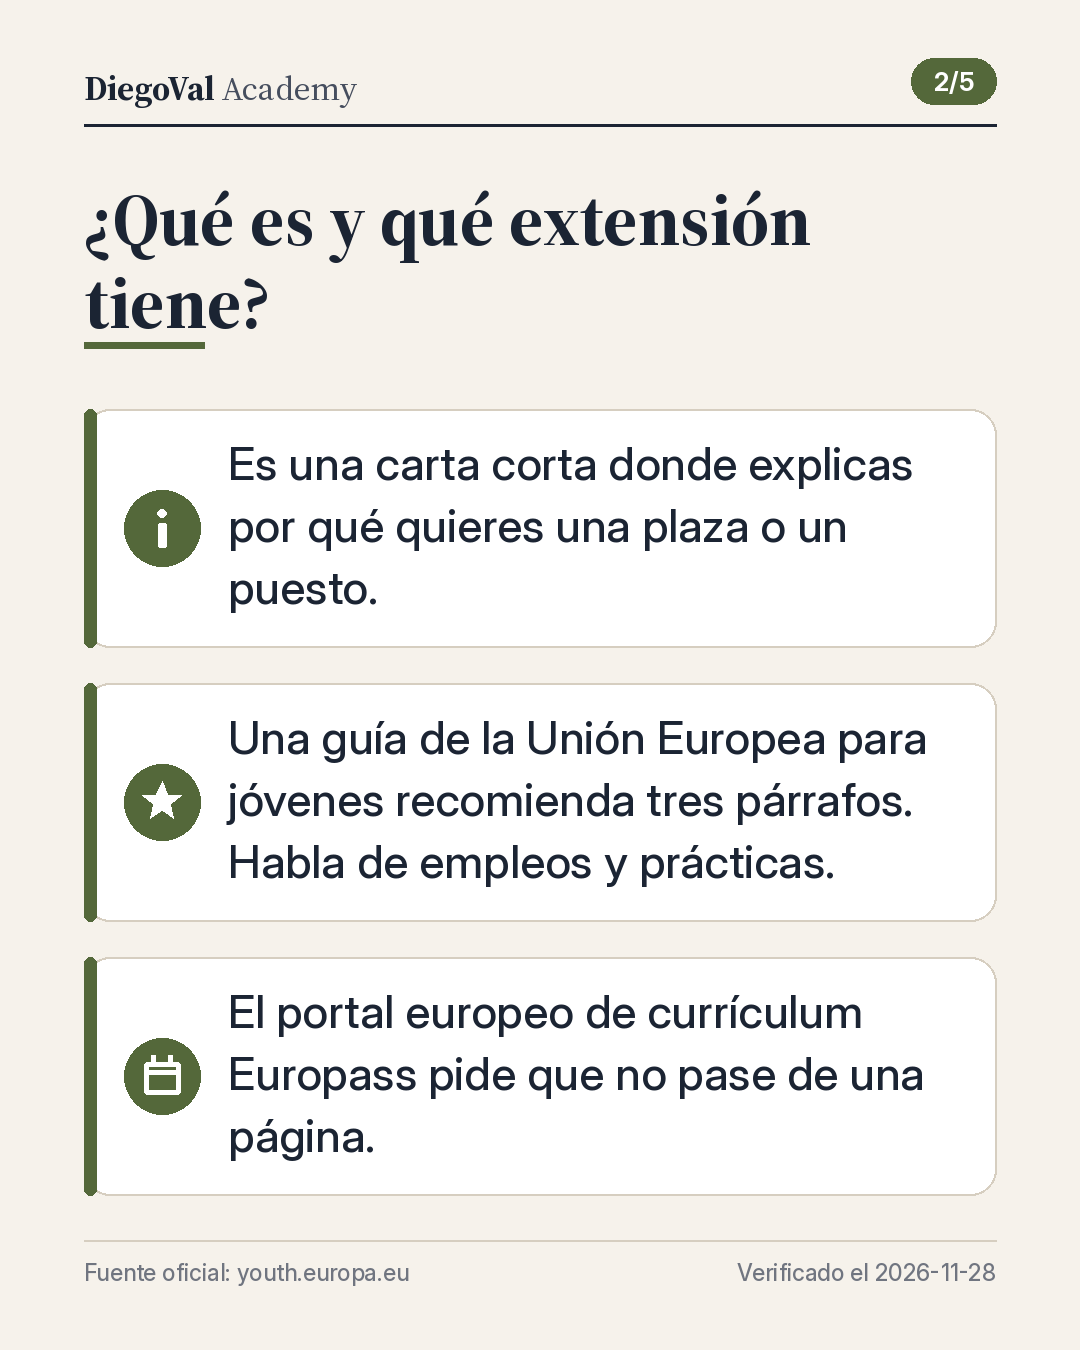 DiegoVal Academy
2/5
¿Qué es y qué extensión
tiene?
Es una carta corta donde explicas
por qué quieres una plaza o un
puesto.
Una guía de la Unión Europea para
jóvenes recomienda tres párrafos.
Habla de empleos y prácticas.
El portal europeo de currículum
Europass pide que no pase de una
página.
Fuente oficial: youth.europa.eu
Verificado el 2026-11-28